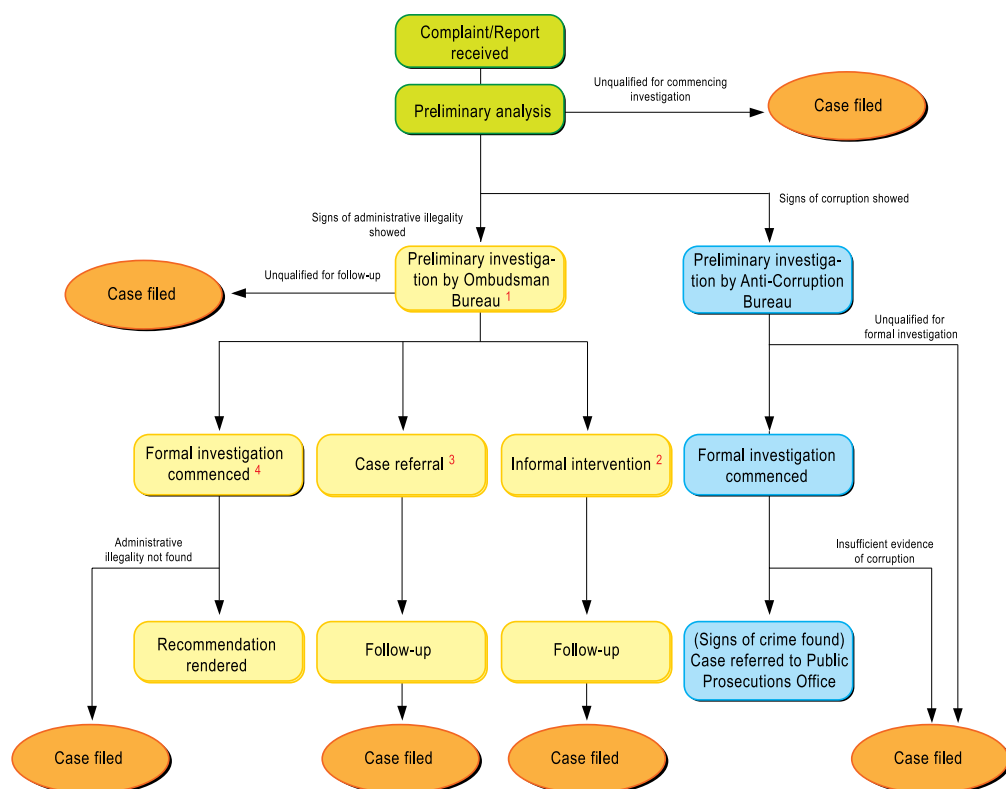 Complaint/Report
received
Unqualified for commencing
investigation
Preliminary analysis
Case filed
Signs of administrative illegality
showed
Signs of corruption showed
Preliminary investiga-
tion by Ombudsman
Bureau 1
Unqualified for follow-up
Case filed
Preliminary investiga-
tion by Anti-Corruption
Bureau
Unqualified for
formal investigation
Formal investigation
commenced 4
Case referral 3
Informal intervention 2
Formal investigation
commenced
Administrative
illegality not found
Insufficient evidence
of corruption
Recommendation
rendered
Follow-up
Follow-up
(Signs of crime found)
Case referred to Public
Prosecutions Office
Case filed
Case filed
Case filed
Case filed